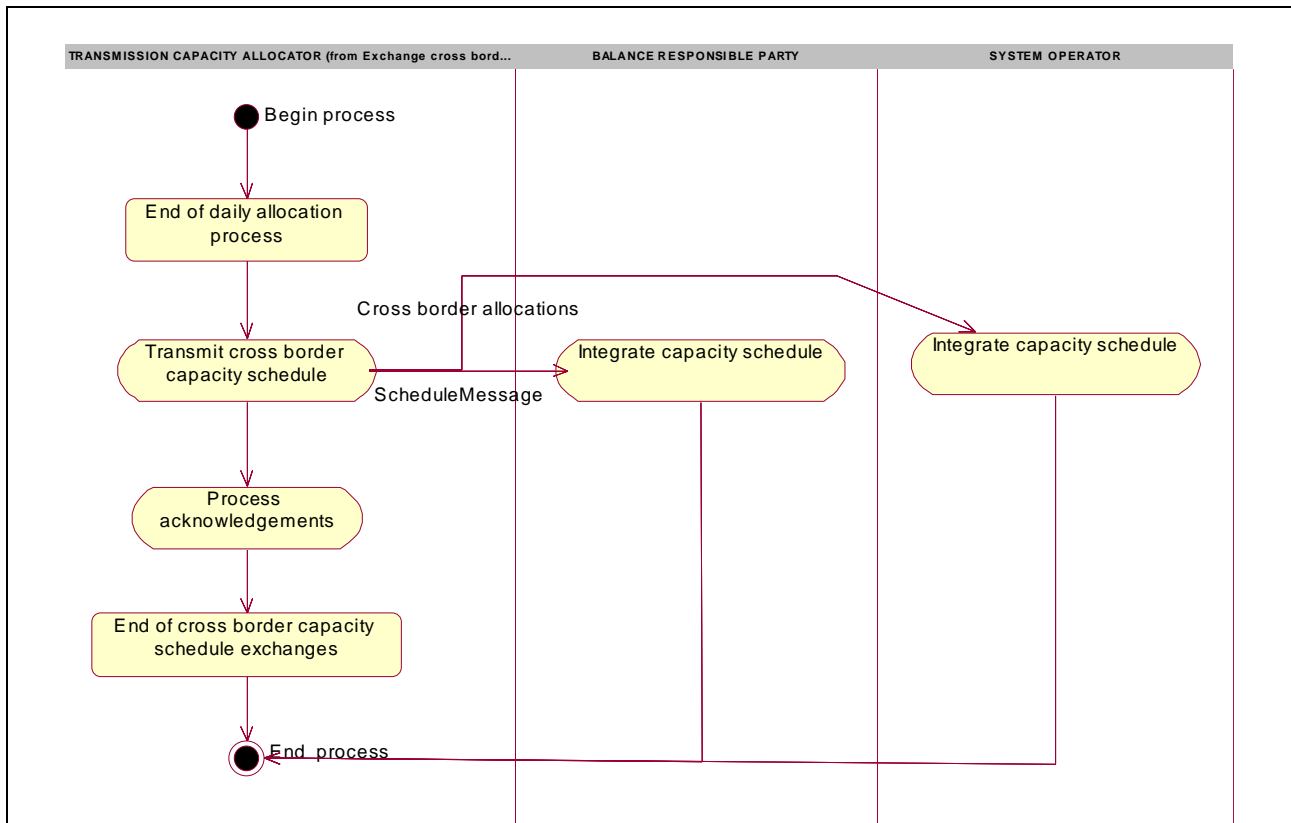 TRANSMISSION CAPACITY ALLOCATOR (from Exchange cross bord...
BALANCE RESPONSIBLE PARTY
SYSTEM OPERATOR
Begin process
End of daily allocation
process
Cross border allocations
Transmit cross border
capacity schedule
Integrate capacity schedule
Integrate capacity schedule
ScheduleMessage
Process
acknowledgements
End of cross border capacity
schedule exchanges
End process